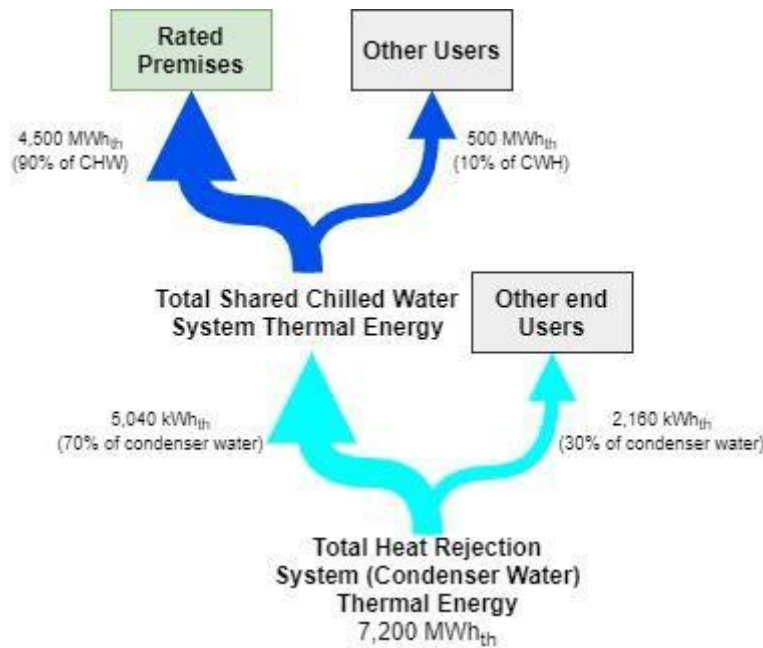 Rated
Premises
Other Users
4,500 MWhth
(90% of CHW)
500 MWhth
(10% of CWH)
Total Shared Chilled Water
System Thermal Energy
Other end
Users
5,040 kWhth
(70% of condenser water)
2,160 kWhth
(30% of condenser water)
Total Heat Rejection
System (Condenser Water)
Thermal Energy
7,200 MWhth